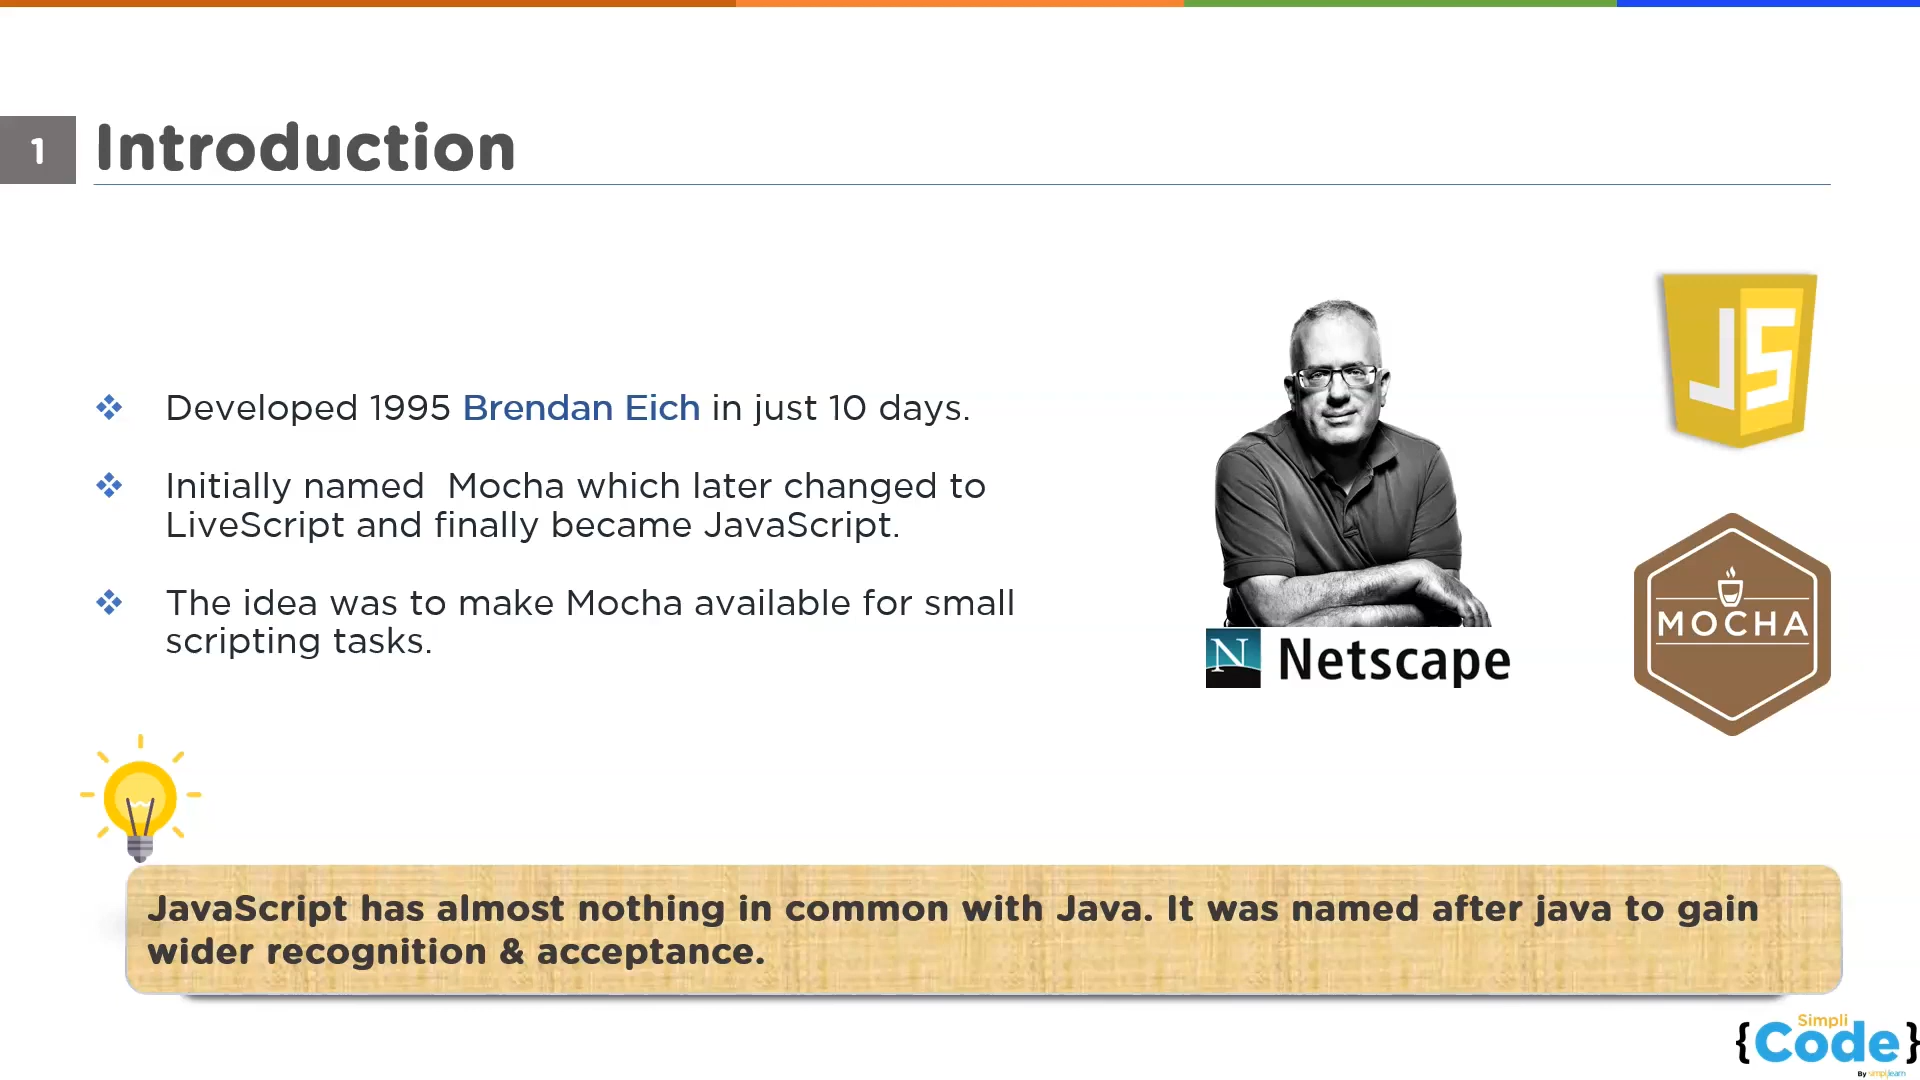 1
Introduction
Developed 1995 Brendan Eich in just 10 days.
Initially named  Mocha which later changed to
LiveScript and finally became JavaScript.
The idea was to make Mocha available for small
scripting tasks.
JS
N Netscape
MOCHA
JavaScript has almost nothing in common with Java. It was named after java to gain
wider recognition & acceptance.
Simpli
{Code}
By simplilearn